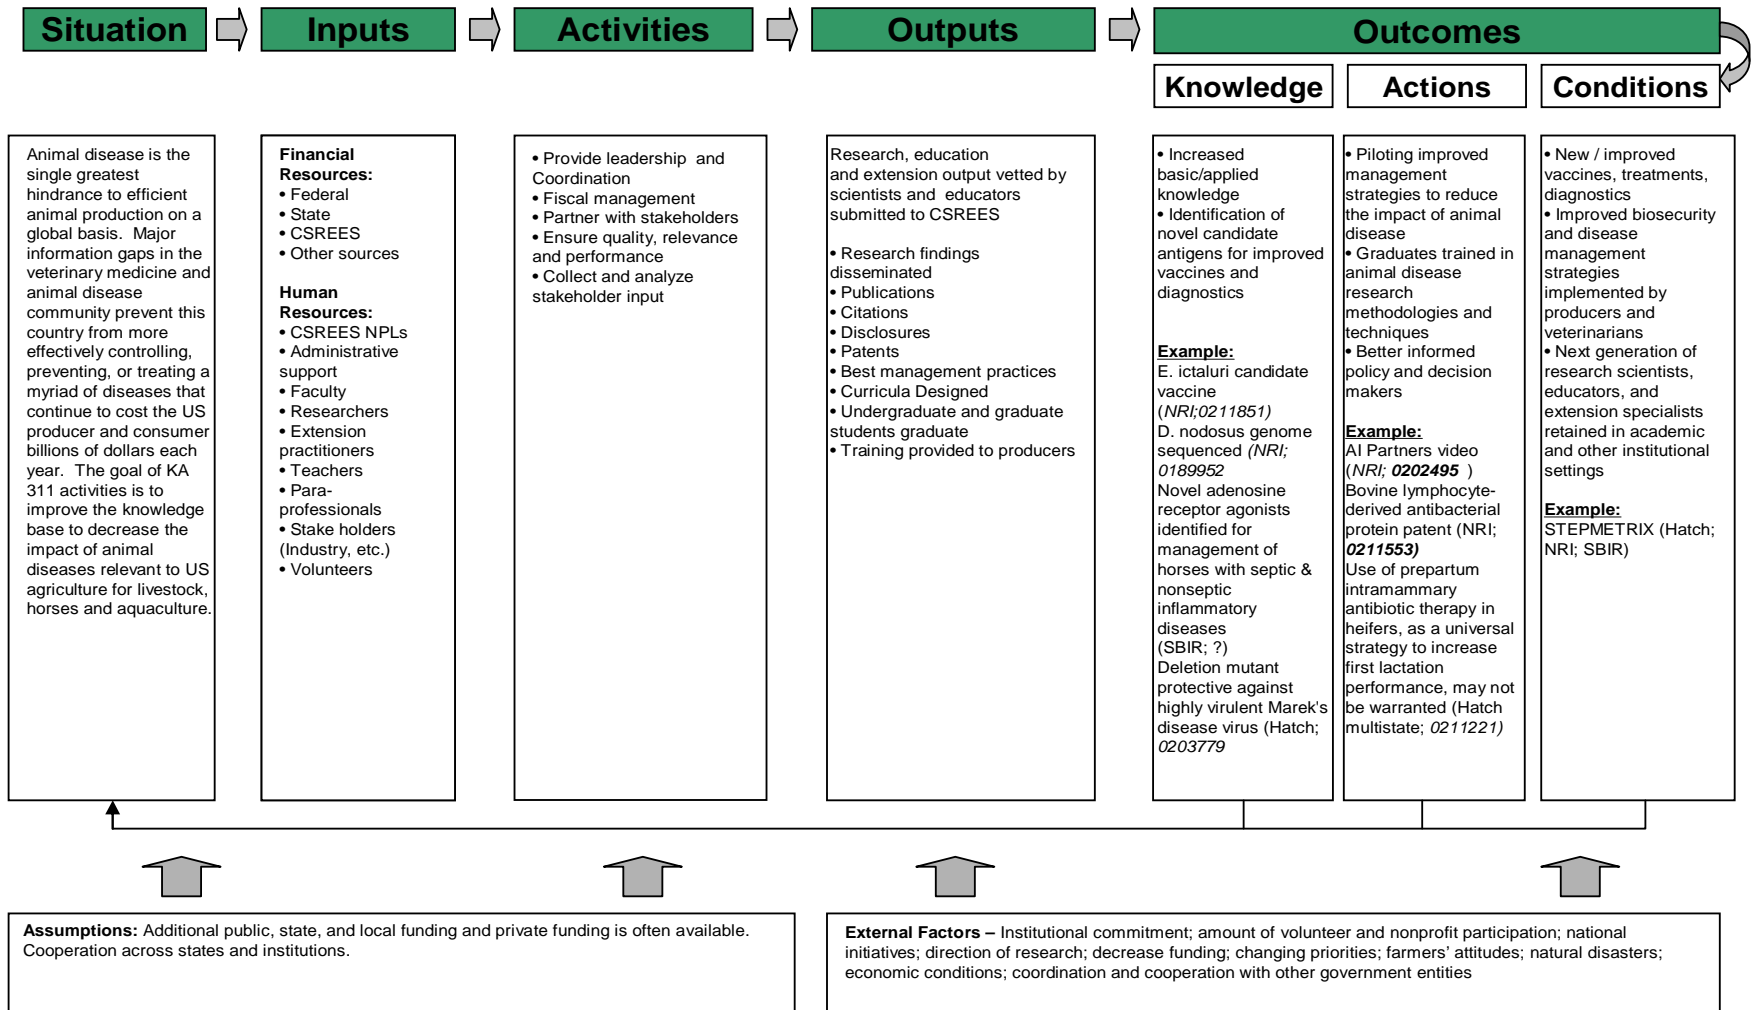 Situation
Inputs
Activities
Outputs
Outcomes
Knowledge
Actions
Conditions
Animal disease is the
single greatest
hindrance to efficient
animal production on a
global basis. Major
information gaps in the
veterinary medicine and
animal disease
community prevent this
country from more
effectively controlling,
preventing, or treating a
myriad of diseases that
continue to cost the US
producer and consumer
billions of dollars each
year. The goal of KA
311 activities is to
improve the knowledge
base to decrease the
impact of animal
diseases relevant to US
agriculture for livestock,
horses and aquaculture.
Financial
Resources:
• Federal
• State
• CSREES
• Other sources
Human
Resources:
• CSREES NPLs
• Administrative
support
• Faculty
• Researchers
• Extension
practitioners
• Teachers
• Para-
professionals
• Stake holders
(Industry, etc.)
• Volunteers
• Provide leadership and
Coordination
• Fiscal management
• Partner with stakeholders
• Ensure quality, relevance
and performance
• Collect and analyze
stakeholder input
Research, education
and extension output vetted by
scientists and educators
submitted to CSREES
• Research findings
disseminated
• Publications
• Citations
• Disclosures
• Patents
• Best management practices
• Curricula Designed
• Undergraduate and graduate
students graduate
• Training provided to producers
• Increased
basic/applied
knowledge
• Identification of
novel candidate
antigens for improved
vaccines and
diagnostics
Example:
E. ictaluri candidate
vaccine
(NRI;0211851)
D. nodosus genome
sequenced (NRI;
0189952
Novel adenosine
receptor agonists
identified for
management of
horses with septic &
nonseptic
inflammatory
diseases
(SBIR; ?)
Deletion mutant
protective against
highly virulent Marek's
disease virus (Hatch;
0203779
• Piloting improved
management
strategies to reduce
the impact of animal
disease
• Graduates trained in
animal disease
research
methodologies and
techniques
• Better informed
policy and decision
makers
Example:
AI Partners video
(NRI; 0202495 )
Bovine lymphocyte-
derived antibacterial
protein patent (NRI;
0211553)
Use of prepartum
intramammary
antibiotic therapy in
heifers, as a universal
strategy to increase
first lactation
performance, may not
be warranted (Hatch
multistate; 0211221)
• New / improved
vaccines, treatments,
diagnostics
• Improved biosecurity
and disease
management
strategies
implemented by
producers and
veterinarians
• Next generation of
research scientists,
educators, and
extension specialists
retained in academic
and other institutional
settings
Example:
STEPMETRIX (Hatch;
NRI; SBIR)
Assumptions: Additional public, state, and local funding and private funding is often available.
Cooperation across states and institutions.
External Factors – Institutional commitment; amount of volunteer and nonprofit participation; national
initiatives; direction of research; decrease funding; changing priorities; farmers’ attitudes; natural disasters;
economic conditions; coordination and cooperation with other government entities